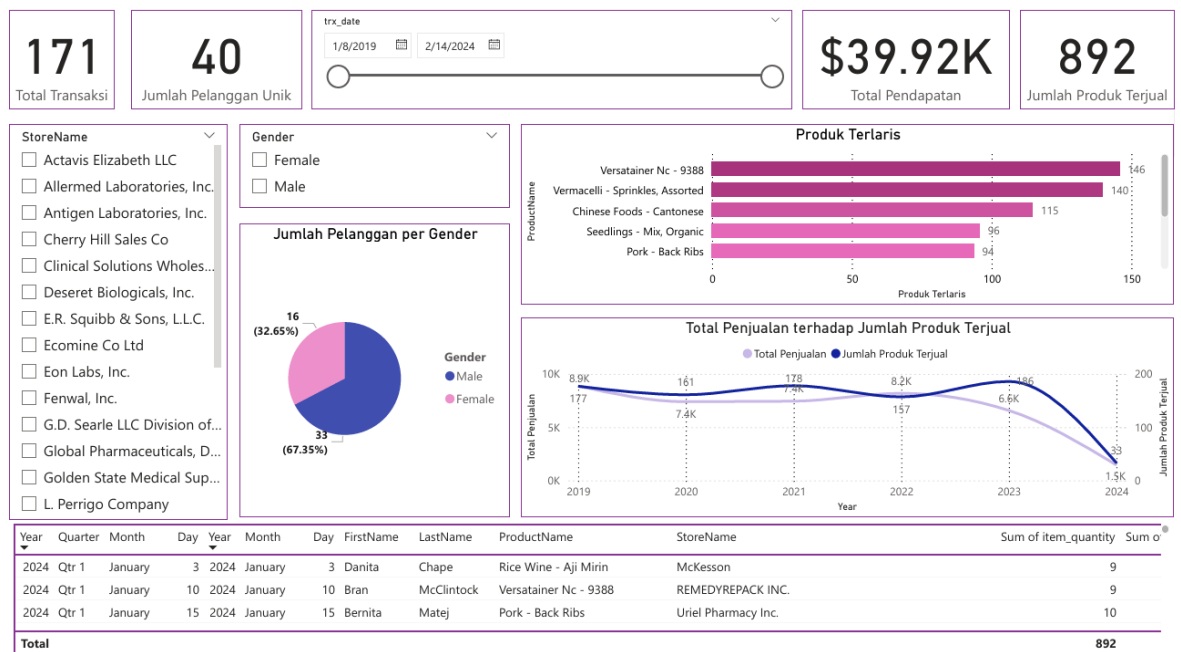 171
Total Transaksi
40
Jumlah Pelanggan Unik
trx_date
1/8/2019
2/14/2024
$39.92K
Total Pendapatan
892
Jumlah Produk Terjual
StoreName
Actavis Elizabeth LLC
Allermed Laboratories, Inc.
Antigen Laboratories, Inc.
Cherry Hill Sales Co
Clinical Solutions Wholes...
Deseret Biologicals, Inc.
E.R. Squibb & Sons, L.L.C.
Ecomine Co Ltd
Eon Labs, Inc.
Fenwal, Inc.
G.D. Searle LLC Division of...
Global Pharmaceuticals, D...
Golden State Medical Sup...
L. Perrigo Company
Gender
Female
Male
Jumlah Pelanggan per Gender
16
(32.65%)
33
(67.35%)
Gender
Male
Female
Produk Terlaris
ProductName
Versatainer Nc - 9388 146
Vermacelli - Sprinkles, Assorted 140
Chinese Foods - Cantonese 115
Seedlings - Mix, Organic 96
Pork - Back Ribs 94
0 50 100 150
Produk Terlaris
Total Penjualan terhadap Jumlah Produk Terjual
Total Penjualan Jumlah Produk Terjual
Total Penjualan
10K
5K
0K
8.9K 161 178 8.2K 186
177 7.4K 7.4K 157 6.6K
33
1.5K
200
100
0
Jumlah Produk Terjual
2019 2020 2021 2022 2023 2024
Year
Year Quarter Month Day Year Month Day FirstName LastName ProductName StoreName Sum of item_quantity Sum of
2024 Qtr 1 January 3 2024 January 3 Danita Chape Rice Wine - Aji Mirin McKesson 9
2024 Qtr 1 January 10 2024 January 10 Bran McClintock Versatainer Nc - 9388 REMEDYREPACK INC. 9
2024 Qtr 1 January 15 2024 January 15 Bernita Matej Pork - Back Ribs Uriel Pharmacy Inc. 10
Total 892